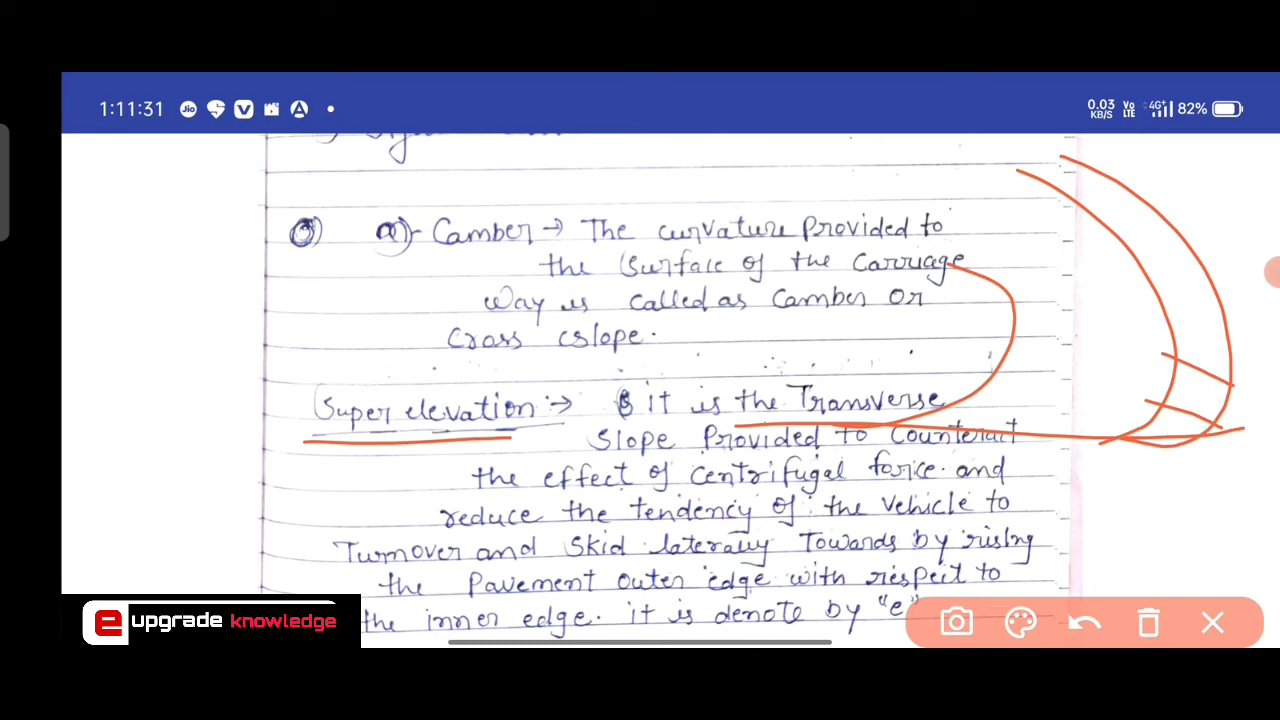 1:11:31
0.03 KB/S Vo LTE 4G+ 82%
a)- Camber → The curvature Provided to
the Surface of the Carriage
way is called as Camber or
Cross slope.
Super elevation :→ it is the Transverse
slope Provided to Counteract
the effect of Centrifugal force. and
reduce the tendency of the vehicle to
Turnover and Skid laterally Towards by rising
the Pavement outer edge with respect to
the inner edge. it is denote by "e"
e upgrade knowledge